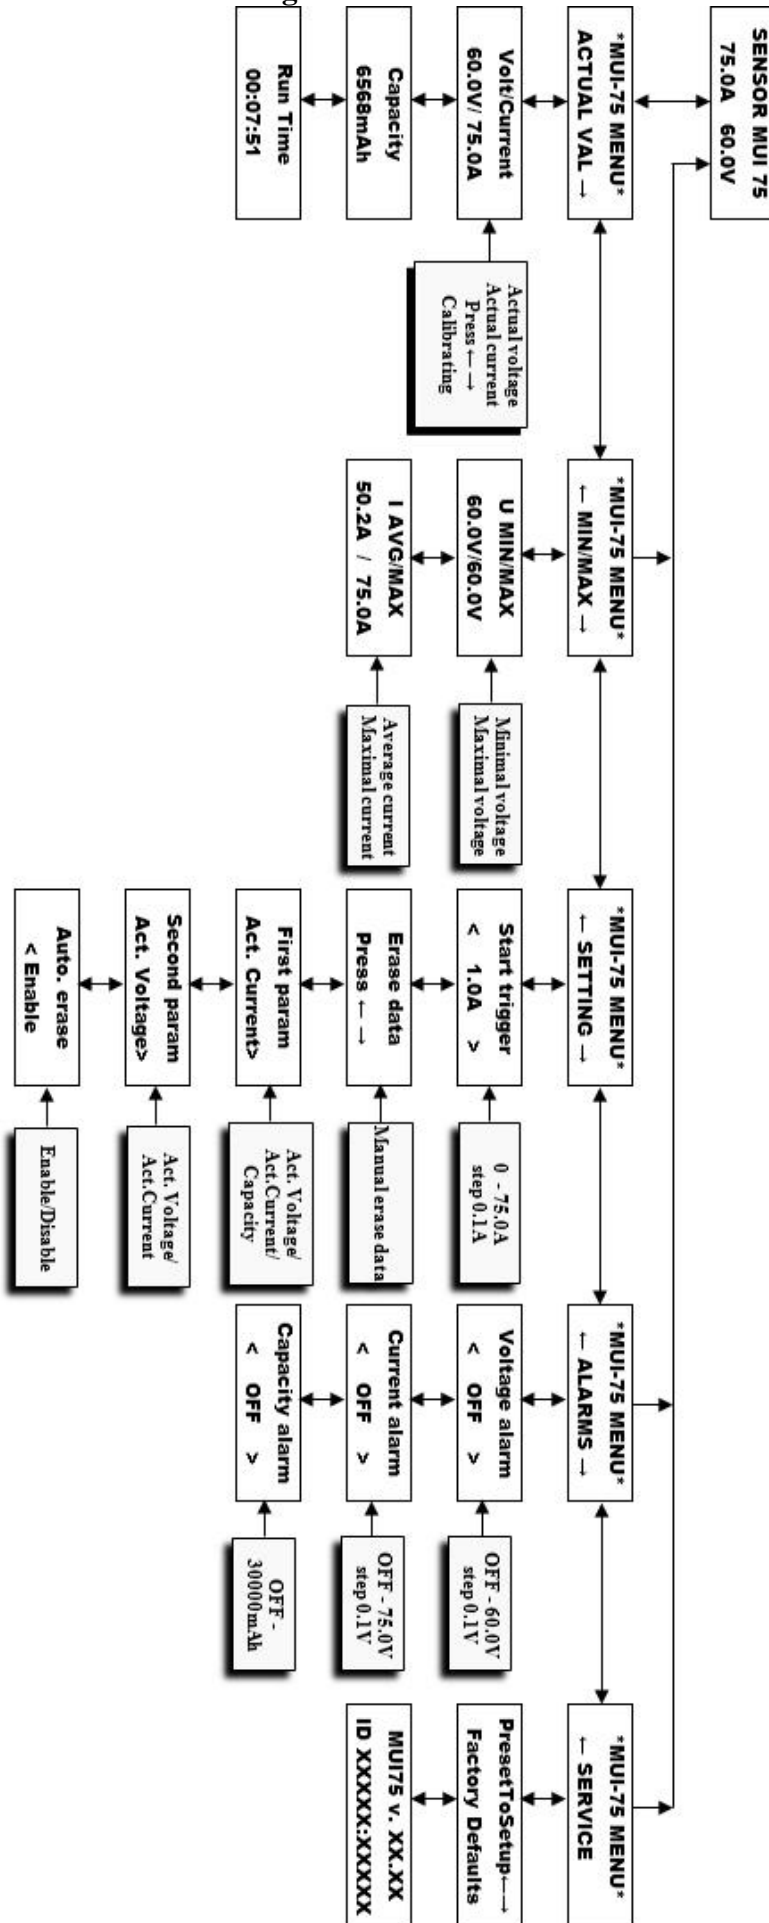 SENSOR MUI 75
75.0A 60.0V
*MUI-75 MENU*
ACTUAL VAL →
Volt/Current
60.0V/ 75.0A
Capacity
6568mAh
Run Time
00:07:51
Actual voltage
Actual current
Press ← →
Calibrating
*MUI-75 MENU*
← MIN/MAX →
U MIN/MAX
60.0V/60.0V
I AVG/MAX
50.2A / 75.0A
Minimal voltage
Maximal voltage
Average current
Maximal current
*MUI-75 MENU*
← SETTING →
Start trigger
< 1.0A >
Erase data
Press ← →
First param
Act. Current>
Second param
Act. Voltage>
Auto. erase
< Enable
0 - 75.0A
step 0.1A
Manual erase data
Act. Voltage/
Act.Current/
Capacity
Act. Voltage/
Act.Current
Enable/Disable
*MUI-75 MENU*
← ALARMS →
Voltage alarm
< OFF >
Current alarm
< OFF >
Capacity alarm
< OFF >
OFF - 60.0V
step 0.1V
OFF - 75.0V
step 0.1V
OFF -
30000mAh
*MUI-75 MENU*
← SERVICE
PresetToSetup←→
Factory Defaults
MUI75 v. XX.XX
ID XXXXX:XXXXX